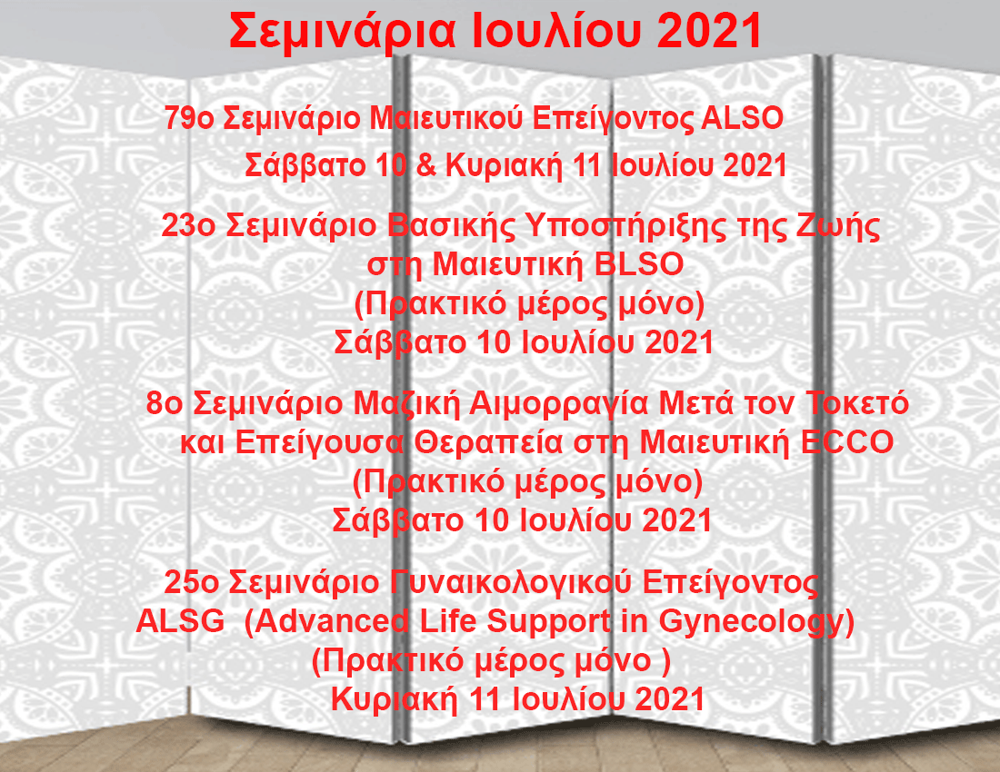 Σεμινάρια Ιουλίου 2021
79ο Σεμινάριο Μαιευτικού Επείγοντος ALSO
Σάββατο 10 & Κυριακή 11 Ιουλίου 2021
23ο Σεμινάριο Βασικής Υποστήριξης της Ζωής
στη Μαιευτική BLSO
(Πρακτικό μέρος μόνο)
Σάββατο 10 Ιουλίου 2021
8ο Σεμινάριο Μαζική Αιμορραγία Μετά τον Τοκετό
και Επείγουσα Θεραπεία στη Μαιευτική ECCO
(Πρακτικό μέρος μόνο)
Σάββατο 10 Ιουλίου 2021
25ο Σεμινάριο Γυναικολογικού Επείγοντος
ALSG (Advanced Life Support in Gynecology)
(Πρακτικό μέρος μόνο )
Κυριακή 11 Ιουλίου 2021